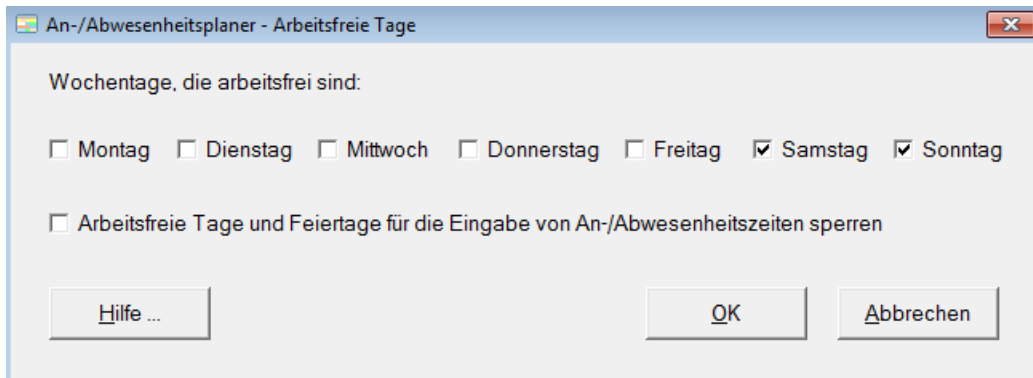 An-/Abwesenheitsplaner - Arbeitsfreie Tage
Wochentage, die arbeitsfrei sind:
Montag Dienstag Mittwoch Donnerstag Freitag Samstag Sonntag
Arbeitsfreie Tage und Feiertage für die Eingabe von An-/Abwesenheitszeiten sperren
Hilfe ... OK Abbrechen